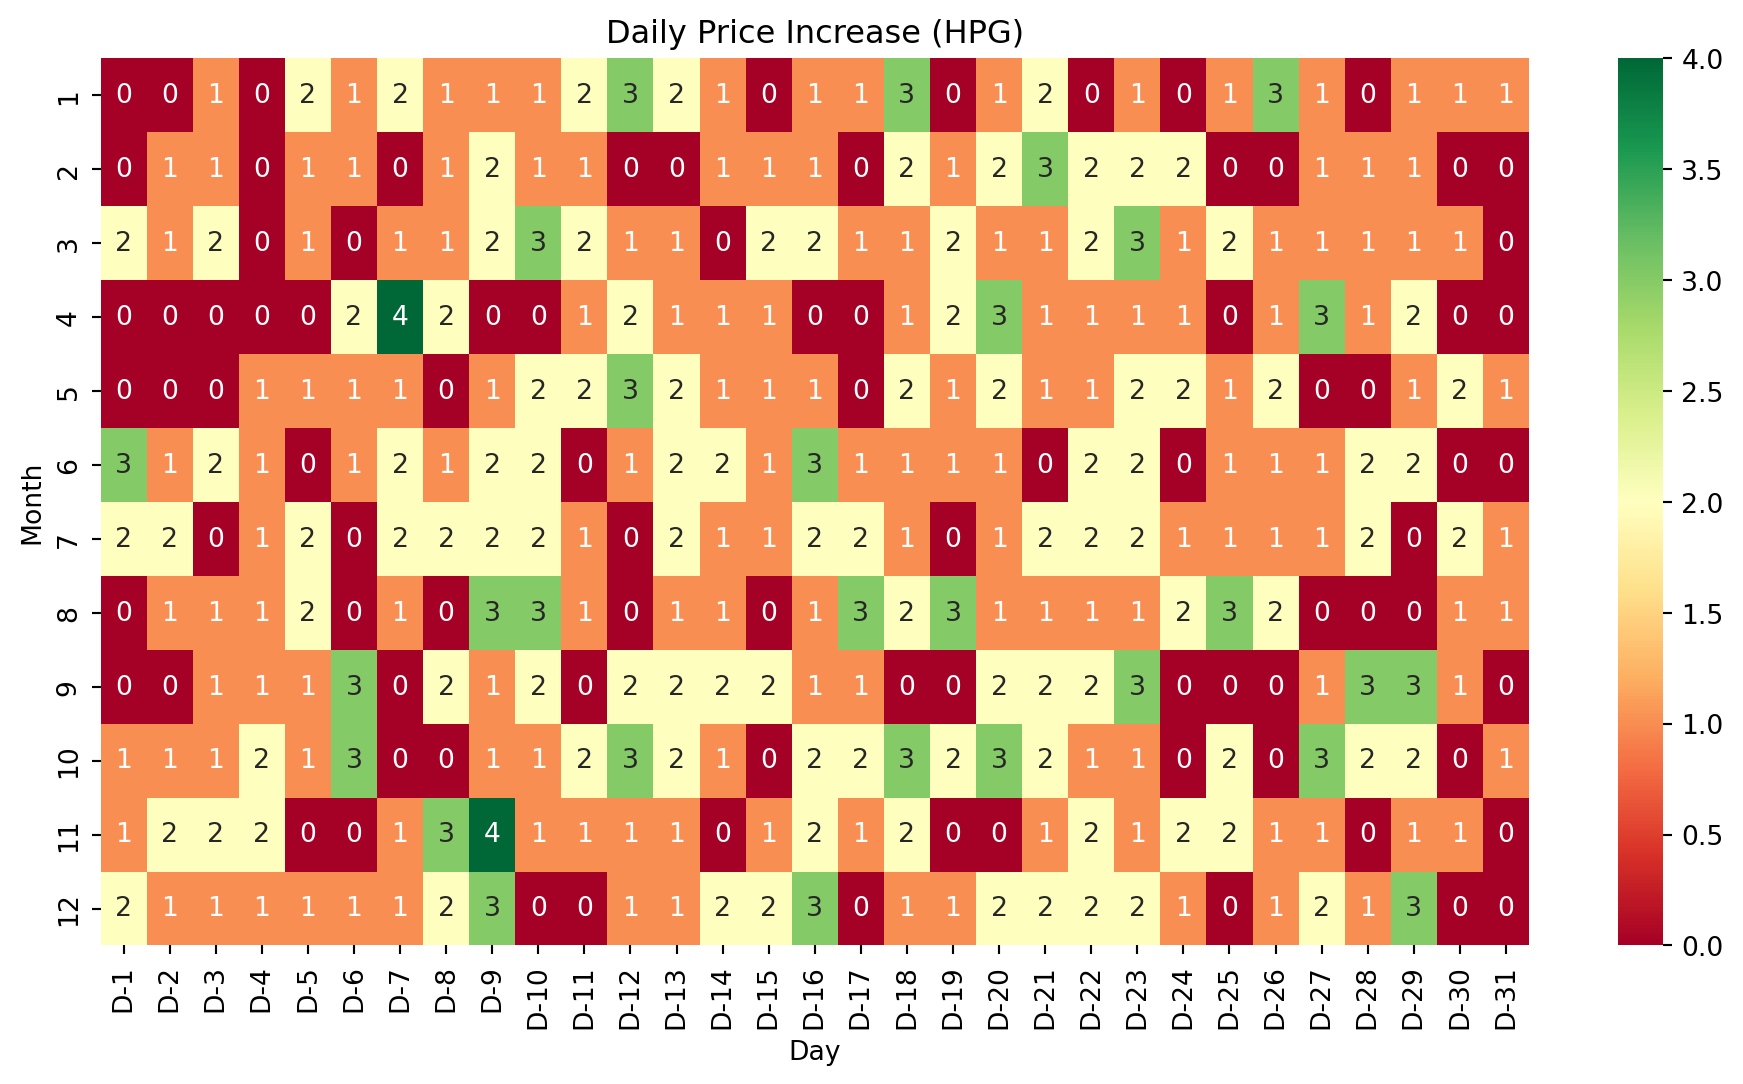 Daily Price Increase (HPG)
1 0 0 1 0 2 1 2 1 1 1 2 3 2 1 0 1 1 3 0 1 2 0 1 0 1 3 1 0 1 1 1
2 0 1 1 0 1 1 0 1 2 1 1 0 0 1 1 1 0 2 1 2 3 2 2 2 0 0 1 1 1 0 0
3 2 1 2 0 1 0 1 1 2 3 2 1 1 0 2 2 1 1 2 1 1 2 3 1 2 1 1 1 1 1 0
4 0 0 0 0 0 2 4 2 0 0 1 2 1 1 1 0 0 1 2 3 1 1 1 1 0 1 3 1 2 0 0
5 0 0 0 1 1 1 1 0 1 2 2 3 2 1 1 1 0 2 1 2 1 1 2 2 1 2 0 0 1 2 1
6 3 1 2 1 0 1 2 1 2 2 0 1 2 2 1 3 1 1 1 1 0 2 2 0 1 1 1 2 2 0 0
7 2 2 0 1 2 0 2 2 2 2 1 0 2 1 1 2 2 1 0 1 2 2 2 1 1 1 1 2 0 2 1
8 0 1 1 1 2 0 1 0 3 3 1 0 1 1 0 1 3 2 3 1 1 1 1 2 3 2 0 0 0 1 1
9 0 0 1 1 1 3 0 2 1 2 0 2 2 2 2 1 1 0 0 2 2 2 3 0 0 0 1 3 3 1 0
10 1 1 1 2 1 3 0 0 1 1 2 3 2 1 0 2 2 3 2 3 2 1 1 0 2 0 3 2 2 0 1
11 1 2 2 2 0 0 1 3 4 1 1 1 1 0 1 2 1 2 0 0 1 2 1 2 2 1 1 0 1 1 0
12 2 1 1 1 1 1 1 2 3 0 0 1 1 2 2 3 0 1 1 2 2 2 2 1 0 1 2 1 3 0 0
D-1 D-2 D-3 D-4 D-5 D-6 D-7 D-8 D-9 D-10 D-11 D-12 D-13 D-14 D-15 D-16 D-17 D-18 D-19 D-20 D-21 D-22 D-23 D-24 D-25 D-26 D-27 D-28 D-29 D-30 D-31
Day
Month
4.0
3.5
3.0
2.5
2.0
1.5
1.0
0.5
0.0